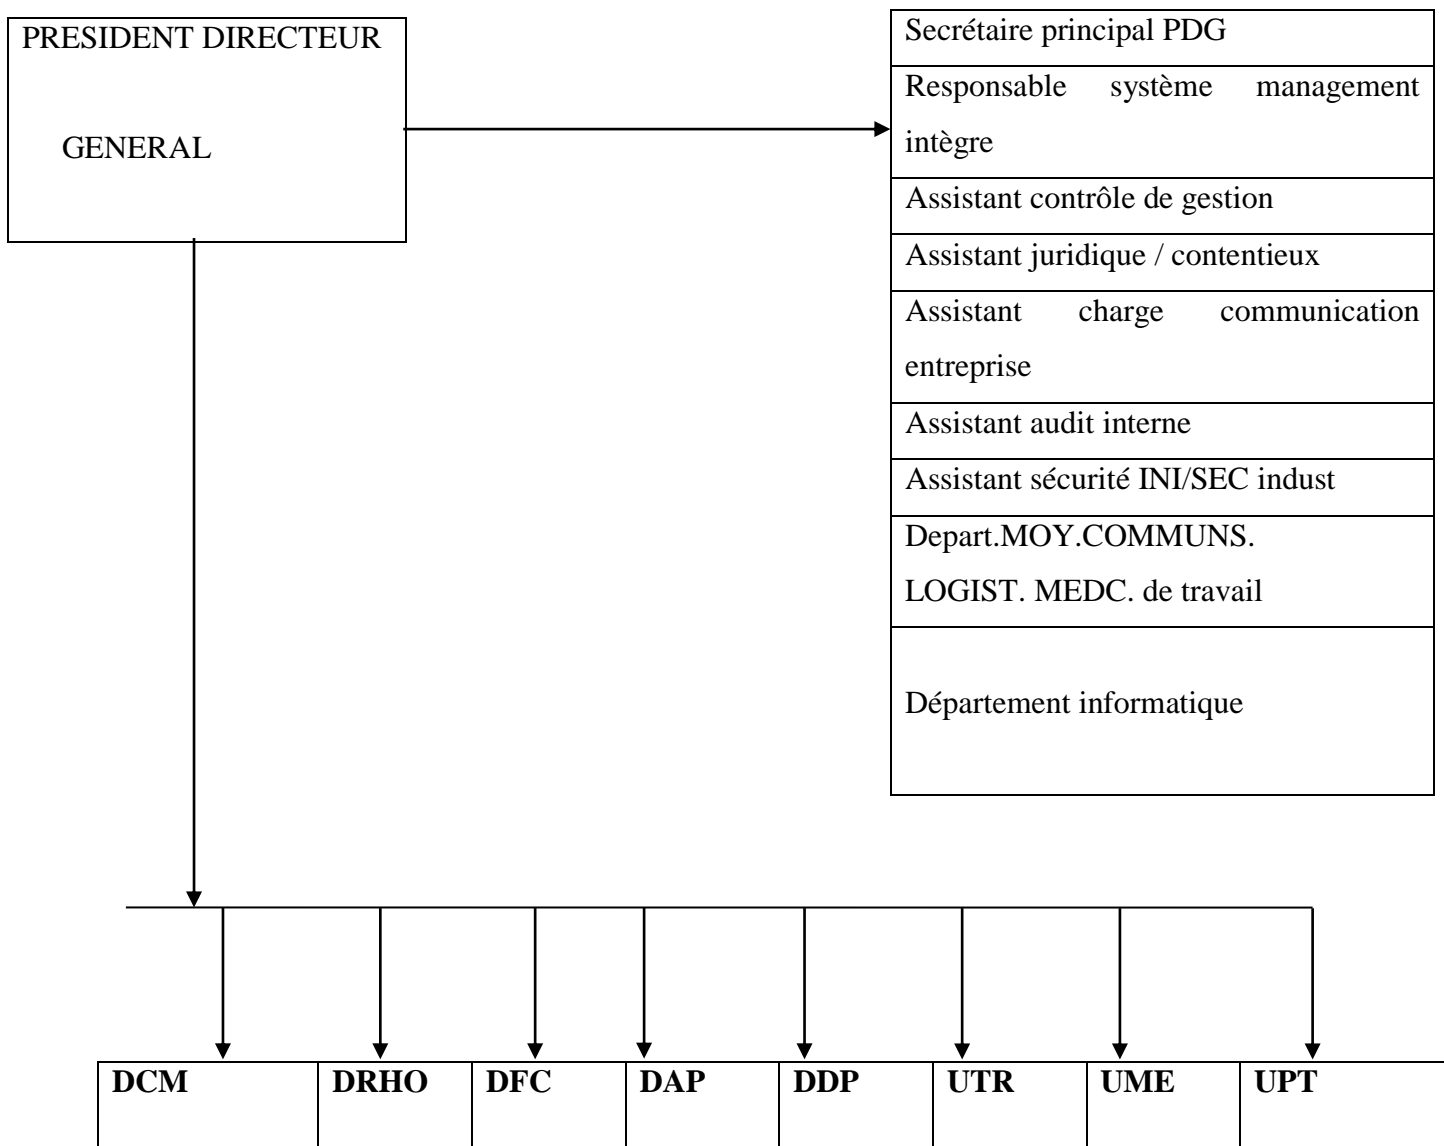 PRESIDENT DIRECTEUR
GENERAL
Secrétaire principal PDG
Responsable système management
intègre
Assistant contrôle de gestion
Assistant juridique / contentieux
Assistant charge communication
entreprise
Assistant audit interne
Assistant sécurité INI/SEC indust
Depart.MOY.COMMUNS.
LOGIST. MEDC. de travail
Département informatique
DCM DRHO DFC DAP DDP UTR UME UPT